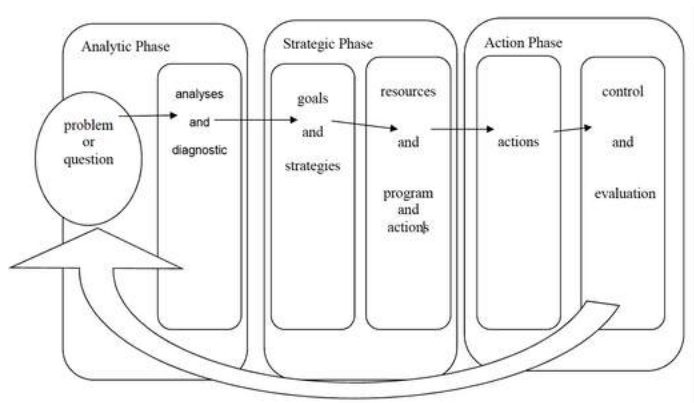 Analytic Phase
problem
or
question
analyses
and
diagnostic
Strategic Phase
goals
and
strategies
resources
and
program
and
actions
Action Phase
actions
control
and
evaluation